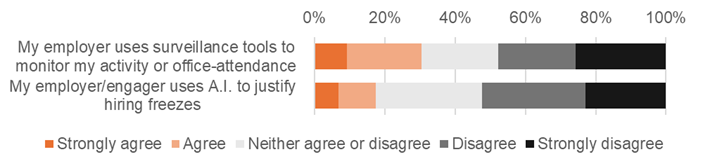 0% 20% 40% 60% 80% 100%
My employer uses surveillance tools to
monitor my activity or office-attendance
My employer/engager uses A.I. to justify
hiring freezes
Strongly agree Agree Neither agree or disagree Disagree Strongly disagree